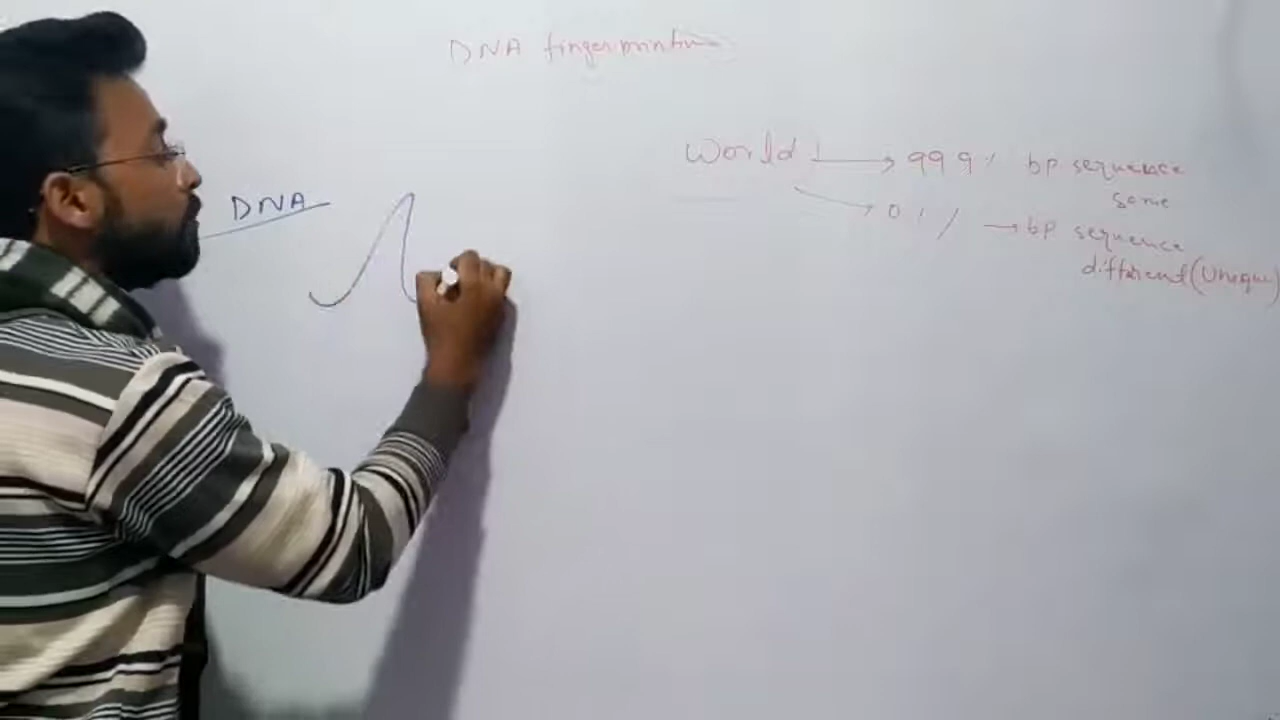 DNA fingerprinting
World → 99.9% bp sequence
same
DNA
→ 0.1% → bp sequence
different (Unique)